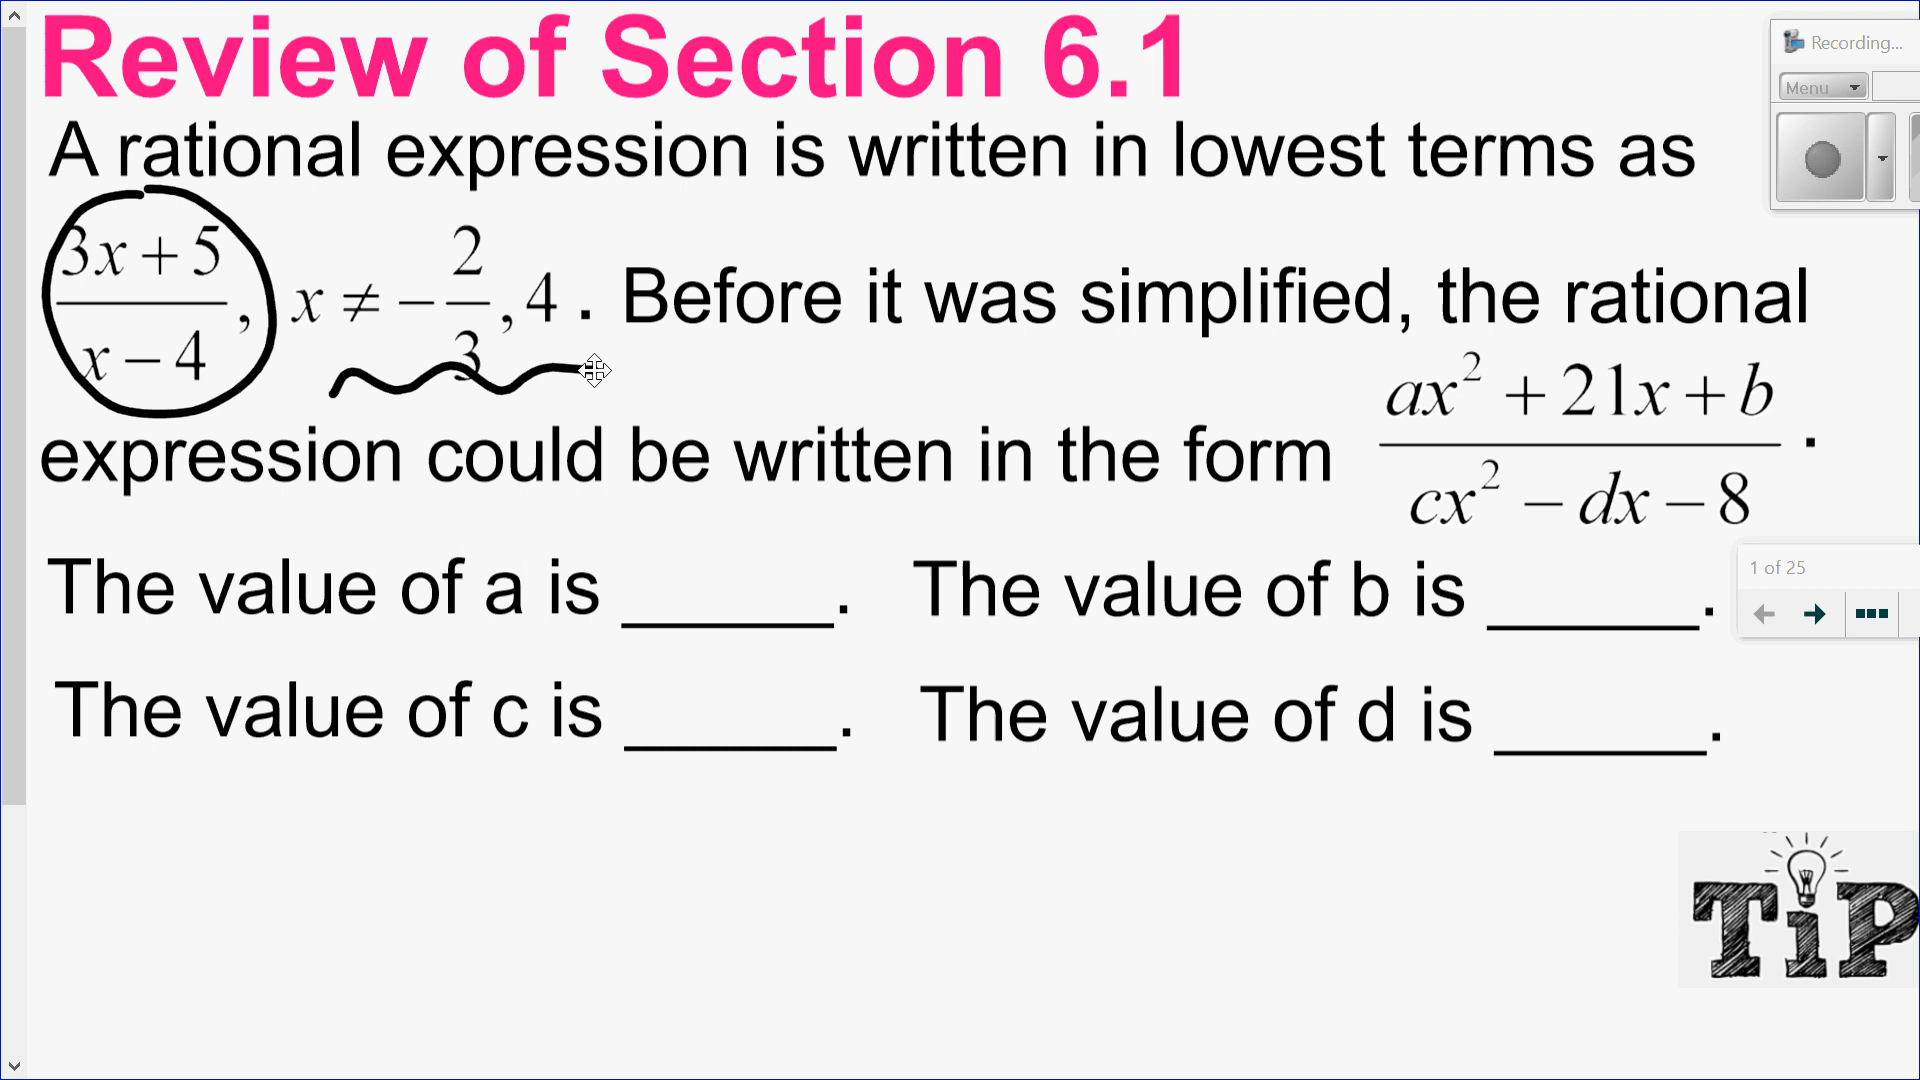 Review of Section 6.1
Recording...
Menu
A rational expression is written in lowest terms as
(3x + 5)/(x − 4), x ≠ −2/3, 4 . Before it was simplified, the rational
expression could be written in the form (ax² + 21x + b)/(cx² − dx − 8) .
The value of a is ______. The value of b is ______.
1 of 25
The value of c is ______. The value of d is ______.
TiP